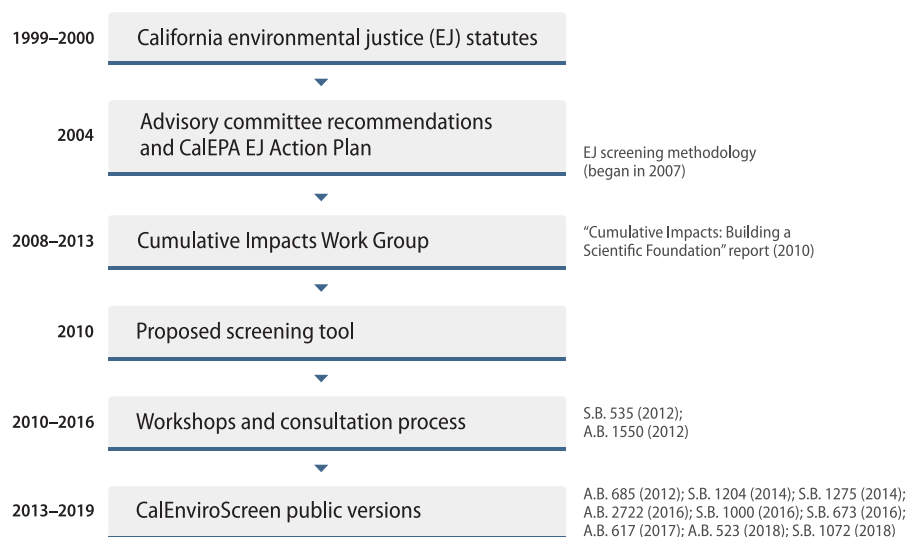 1999–2000
California environmental justice (EJ) statutes
2004
Advisory committee recommendations
and CalEPA EJ Action Plan
EJ screening methodology
(began in 2007)
2008–2013
Cumulative Impacts Work Group
“Cumulative Impacts: Building a
Scientific Foundation” report (2010)
2010
Proposed screening tool
2010–2016
Workshops and consultation process
S.B. 535 (2012);
A.B. 1550 (2012)
2013–2019
CalEnviroScreen public versions
A.B. 685 (2012); S.B. 1204 (2014); S.B. 1275 (2014);
A.B. 2722 (2016); S.B. 1000 (2016); S.B. 673 (2016);
A.B. 617 (2017); A.B. 523 (2018); S.B. 1072 (2018)